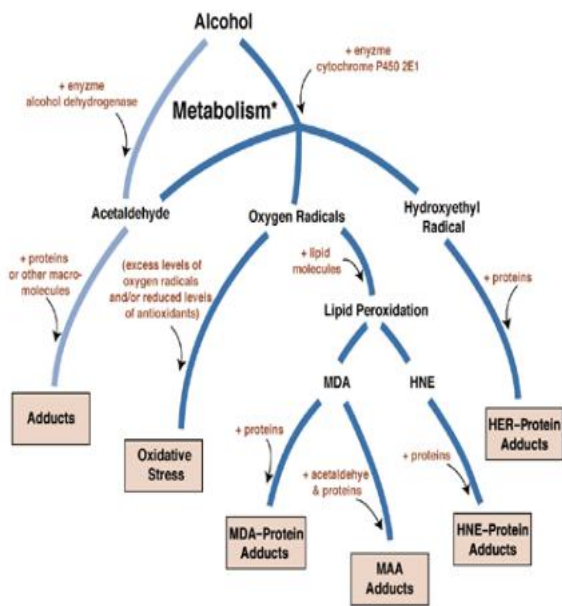 Alcohol
+ enzyme
cytochrome P450 2E1
+ enyzme
alcohol dehydrogenase
Metabolism*
Acetaldehyde
Oxygen Radicals
Hydroxyethyl
Radical
+ proteins
or other macro-
molecules
(excess levels of
oxygen radicals
and/or reduced levels
of antioxidants)
+ lipid
molecules
+ proteins
Lipid Peroxidation
MDA
HNE
Adducts
Oxidative
Stress
+ proteins
+ acetaldehye
& proteins
+ proteins
HER–Protein
Adducts
MDA–Protein
Adducts
MAA
Adducts
HNE–Protein
Adducts